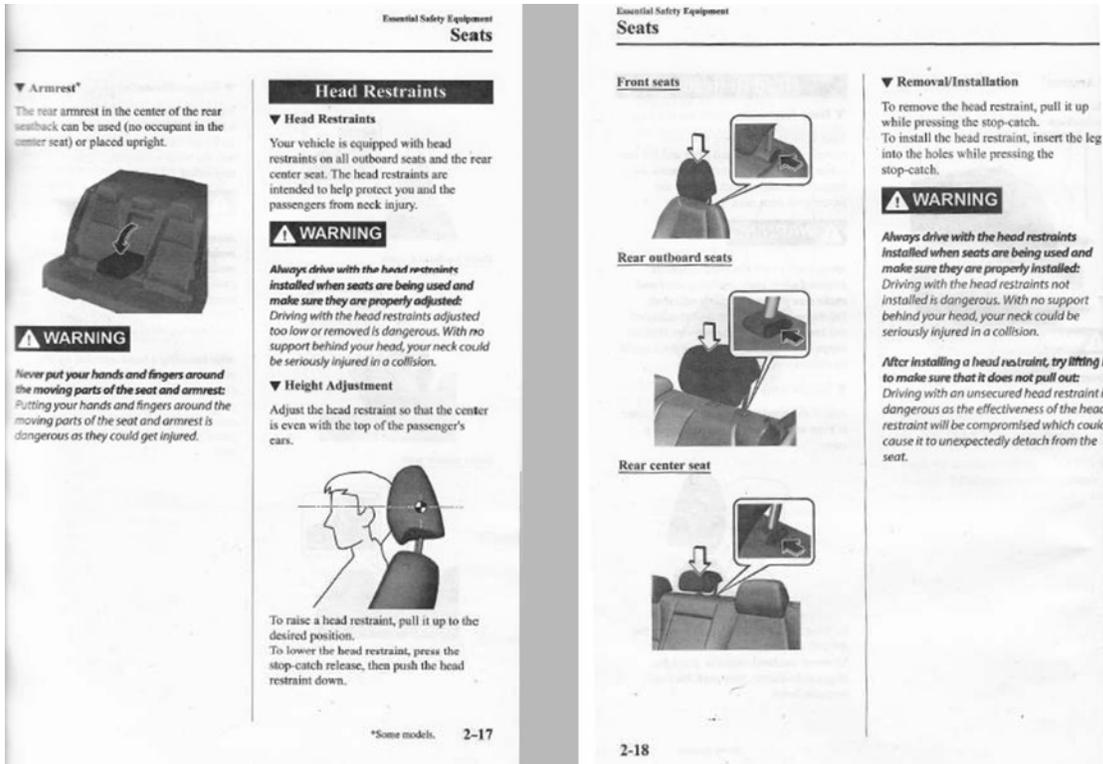 Essential Safety Equipment
Seats
▼ Armrest*
The rear armrest in the center of the rear
seatback can be used (no occupant in the
center seat) or placed upright.
WARNING
Never put your hands and fingers around
the moving parts of the seat and armrest:
Putting your hands and fingers around the
moving parts of the seat and armrest is
dangerous as they could get injured.
Head Restraints
▼ Head Restraints
Your vehicle is equipped with head
restraints on all outboard seats and the rear
center seat. The head restraints are
intended to help protect you and the
passengers from neck injury.
WARNING
Always drive with the head restraints
installed when seats are being used and
make sure they are properly adjusted:
Driving with the head restraints adjusted
too low or removed is dangerous. With no
support behind your head, your neck could
be seriously injured in a collision.
▼ Height Adjustment
Adjust the head restraint so that the center
is even with the top of the passenger's
ears.
To raise a head restraint, pull it up to the
desired position.
To lower the head restraint, press the
stop-catch release, then push the head
restraint down.
*Some models.
2-17
Essential Safety Equipment
Seats
Front seats
Rear outboard seats
Rear center seat
▼ Removal/Installation
To remove the head restraint, pull it up
while pressing the stop-catch.
To install the head restraint, insert the leg
into the holes while pressing the
stop-catch.
WARNING
Always drive with the head restraints
installed when seats are being used and
make sure they are properly installed:
Driving with the head restraints not
installed is dangerous. With no support
behind your head, your neck could be
seriously injured in a collision.
After installing a head restraint, try lifting
to make sure that it does not pull out:
Driving with an unsecured head restraint
dangerous as the effectiveness of the head
restraint will be compromised which could
cause it to unexpectedly detach from the
seat.
2-18